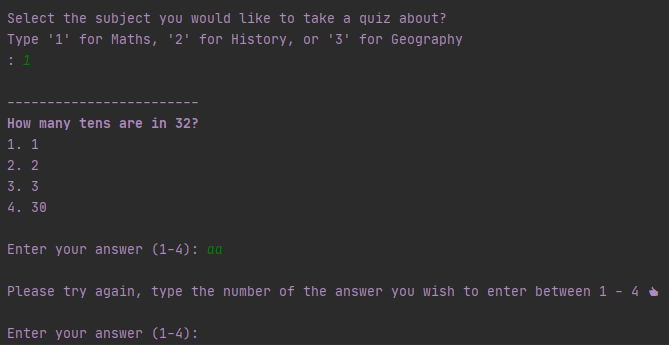 Select the subject you would like to take a quiz about?
Type '1' for Maths, '2' for History, or '3' for Geography
: 1
------------------------
How many tens are in 32?
1. 1
2. 2
3. 3
4. 30
Enter your answer (1-4): aa
Please try again, type the number of the answer you wish to enter between 1 - 4
Enter your answer (1-4):